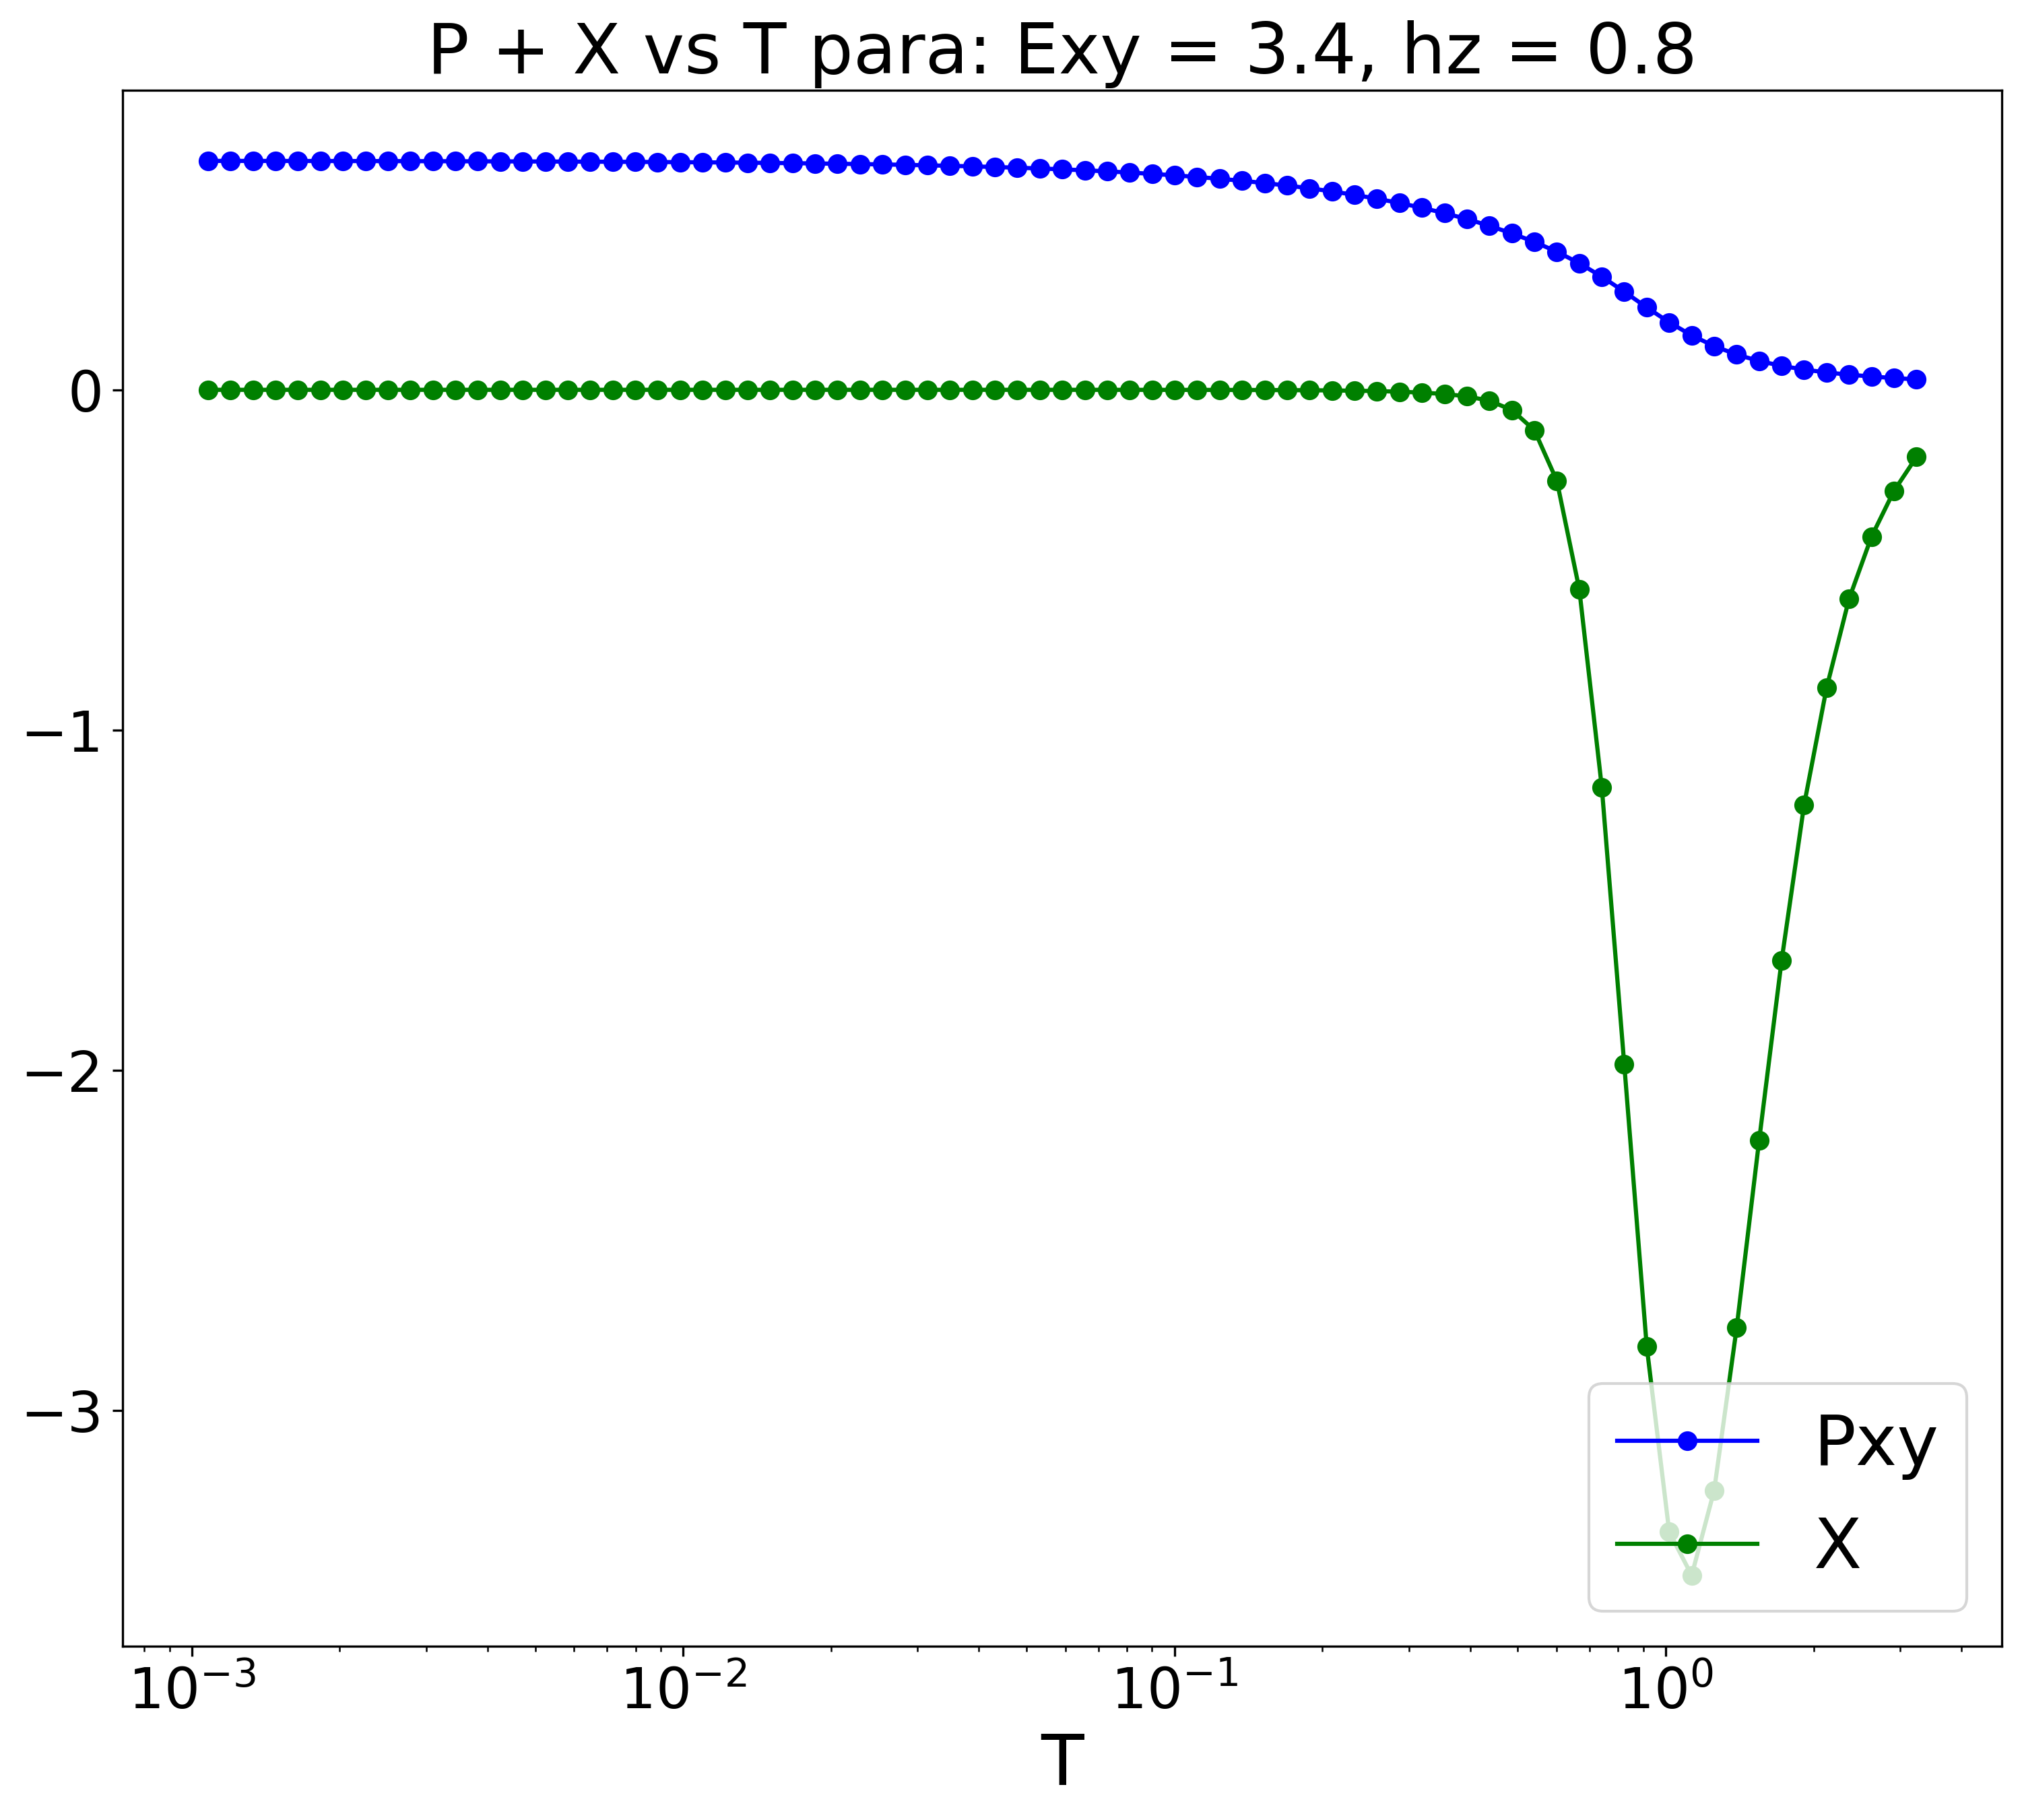 P + X vs T para: Exy = 3.4, hz = 0.8
0
−1
−2
−3
Pxy
X
10⁻³ 10⁻² 10⁻¹ 10⁰
T